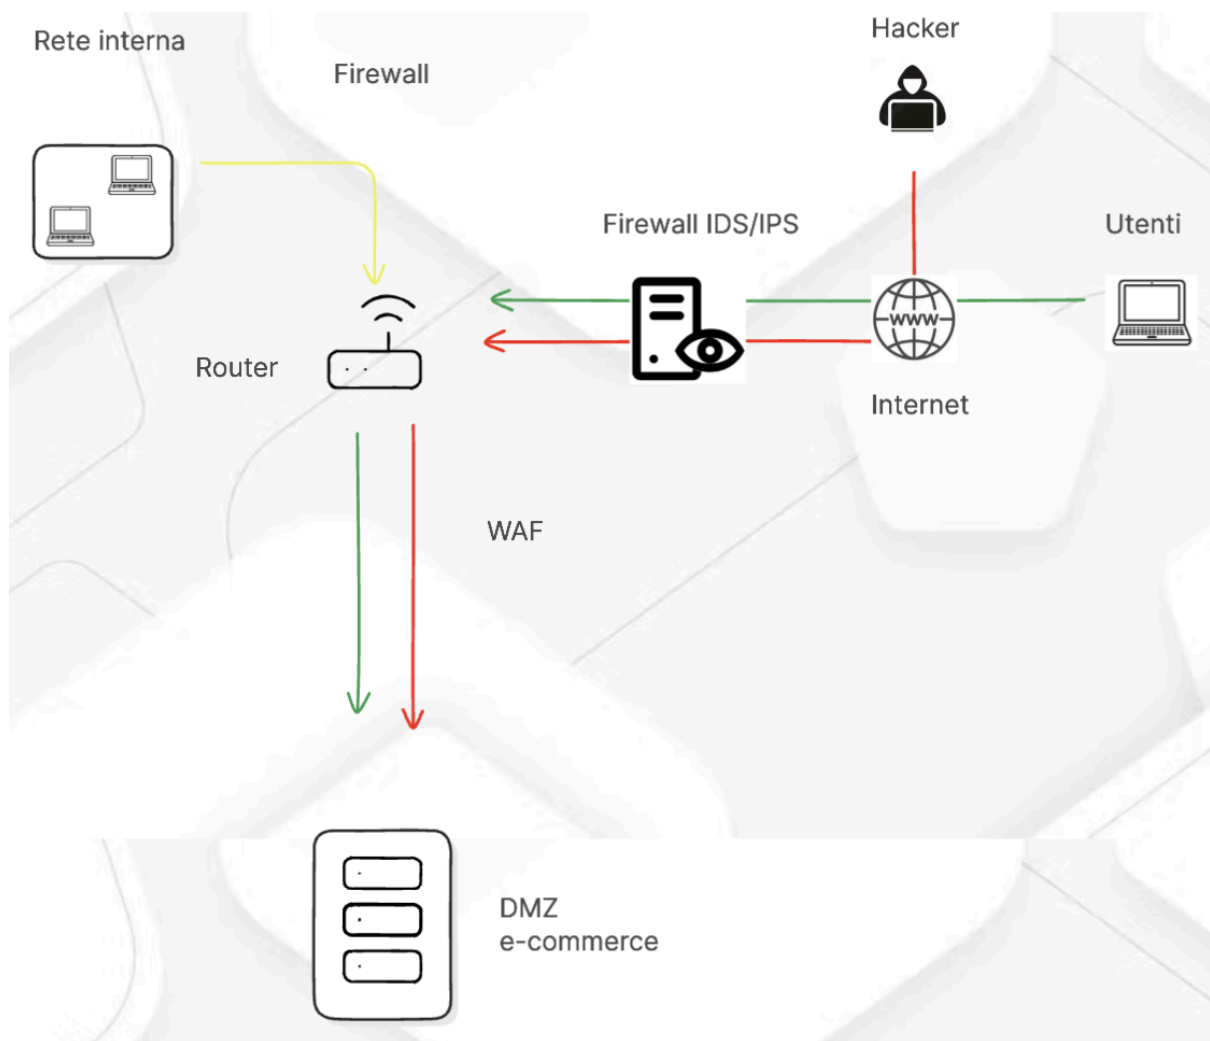 Hacker
Rete interna
Firewall
Firewall IDS/IPS
Utenti
www
Router
Internet
WAF
DMZ
e-commerce